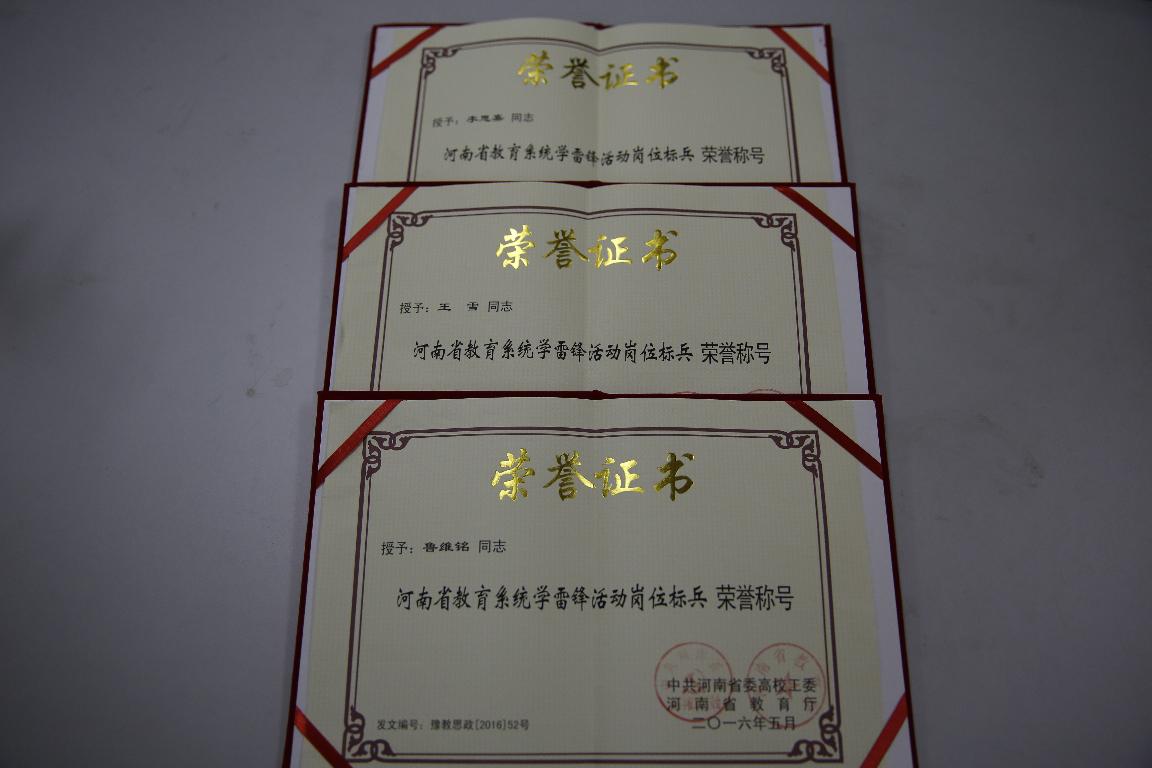 荣誉证书
授予：李思嘉 同志
河南省教育系统学雷锋活动岗位标兵 荣誉称号
荣誉证书
授予：王 雪 同志
河南省教育系统学雷锋活动岗位标兵 荣誉称号
荣誉证书
授予：鲁维铭 同志
河南省教育系统学雷锋活动岗位标兵 荣誉称号
中共河南省委高校工委
河南省教育厅
发文编号：豫教思政[2016]52号
二〇一六年五月